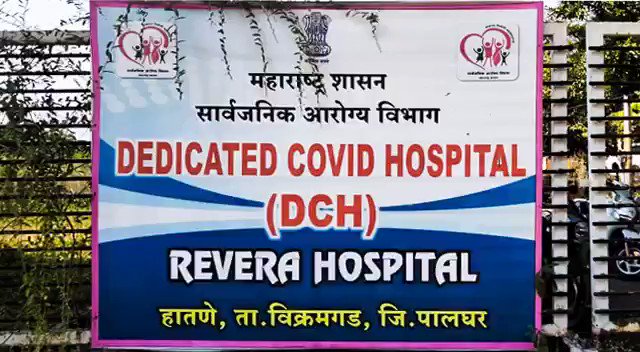 महाराष्ट्र शासन
सार्वजनिक आरोग्य विभाग
DEDICATED COVID HOSPITAL
(DCH)
REVERA HOSPITAL
हातणे, ता.विक्रमगड, जि.पालघर